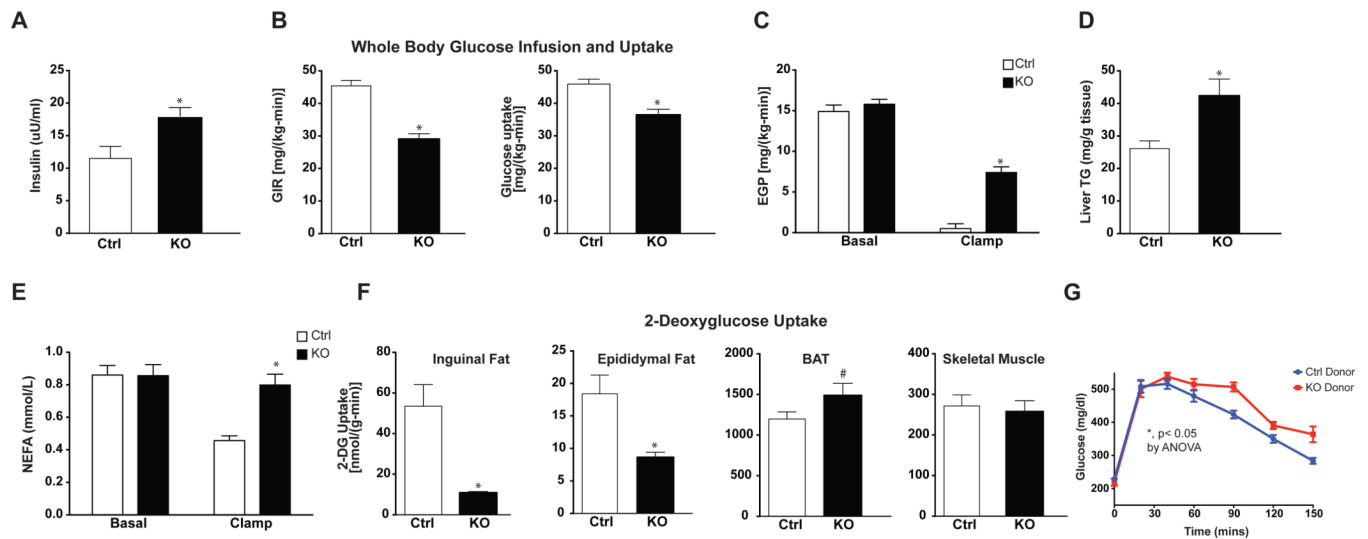 A
Insulin (uU/ml)
25
20
15
10
5
0
Ctrl
KO
*
B
Whole Body Glucose Infusion and Uptake
GIR [mg/(kg-min)]
50
40
30
20
10
0
Ctrl
KO
*
Glucose uptake
[mg/(kg-min)]
50
40
30
20
10
0
Ctrl
KO
*
C
EGP [mg/(kg-min)]
15
10
5
0
Basal
Clamp
*
Ctrl
KO
D
Liver TG (mg/g tissue)
50
40
30
20
10
0
Ctrl
KO
*
E
NEFA (mmol/L)
1.0
0.8
0.6
0.4
0.2
0.0
Basal
Clamp
*
Ctrl
KO
F
2-Deoxyglucose Uptake
Inguinal Fat
2-DG Uptake
[nmol/(g-min)]
80
60
40
20
0
Ctrl
KO
*
Epididymal Fat
25
20
15
10
5
0
Ctrl
KO
*
BAT
2000
1600
1200
800
400
0
Ctrl
KO
#
Skeletal Muscle
400
300
200
100
0
Ctrl
KO
G
Glucose (mg/dl)
500
400
300
200
0
30
60
90
120
150
Time (mins)
Ctrl Donor
KO Donor
*, p< 0.05
by ANOVA